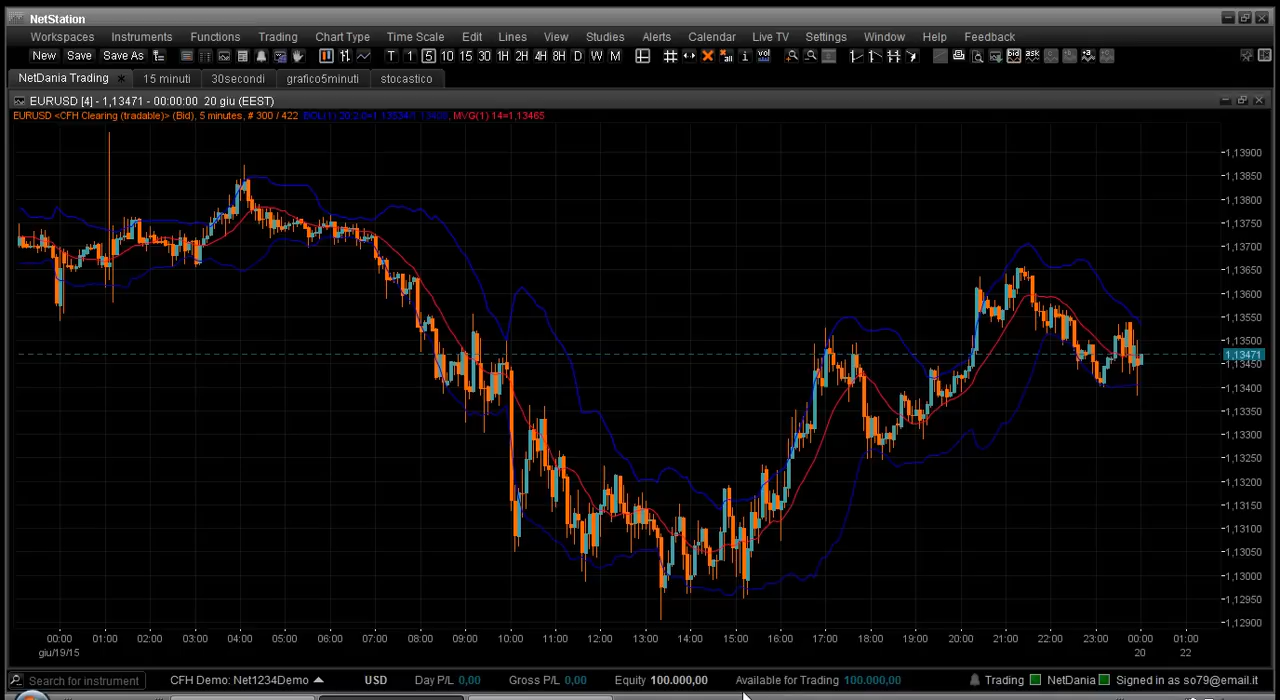 NetStation
Workspaces Instruments Functions Trading Chart Type Time Scale Edit Lines View Studies Alerts Calendar Live TV Settings Window Help Feedback
New Save Save As T 1 5 10 15 30 1H 2H 4H 8H D W M
NetDania Trading 15 minuti 30secondi grafico5minuti stocastico
EURUSD [4] - 1,13471 - 00:00:00 20 giu (EEST)
EURUSD <CFH Clearing (tradable)> (Bid), 5 minutes, # 300 / 422 MVG(1) 14=1,13465
1,13900
1,13850
1,13800
1,13750
1,13700
1,13650
1,13600
1,13550
1,13500
1,13471
1,13450
1,13400
1,13350
1,13300
1,13250
1,13200
1,13150
1,13100
1,13050
1,13000
1,12950
1,12900
00:00 01:00 02:00 03:00 04:00 05:00 06:00 07:00 08:00 09:00 10:00 11:00 12:00 13:00 14:00 15:00 16:00 17:00 18:00 19:00 20:00 21:00 22:00 23:00 00:00 01:00
giu/19/15 20 22
Search for instrument CFH Demo: Net1234Demo USD Day P/L 0,00 Gross P/L 0,00 Equity 100.000,00 Available for Trading 100.000,00 Trading NetDania Signed in as so79@email.it